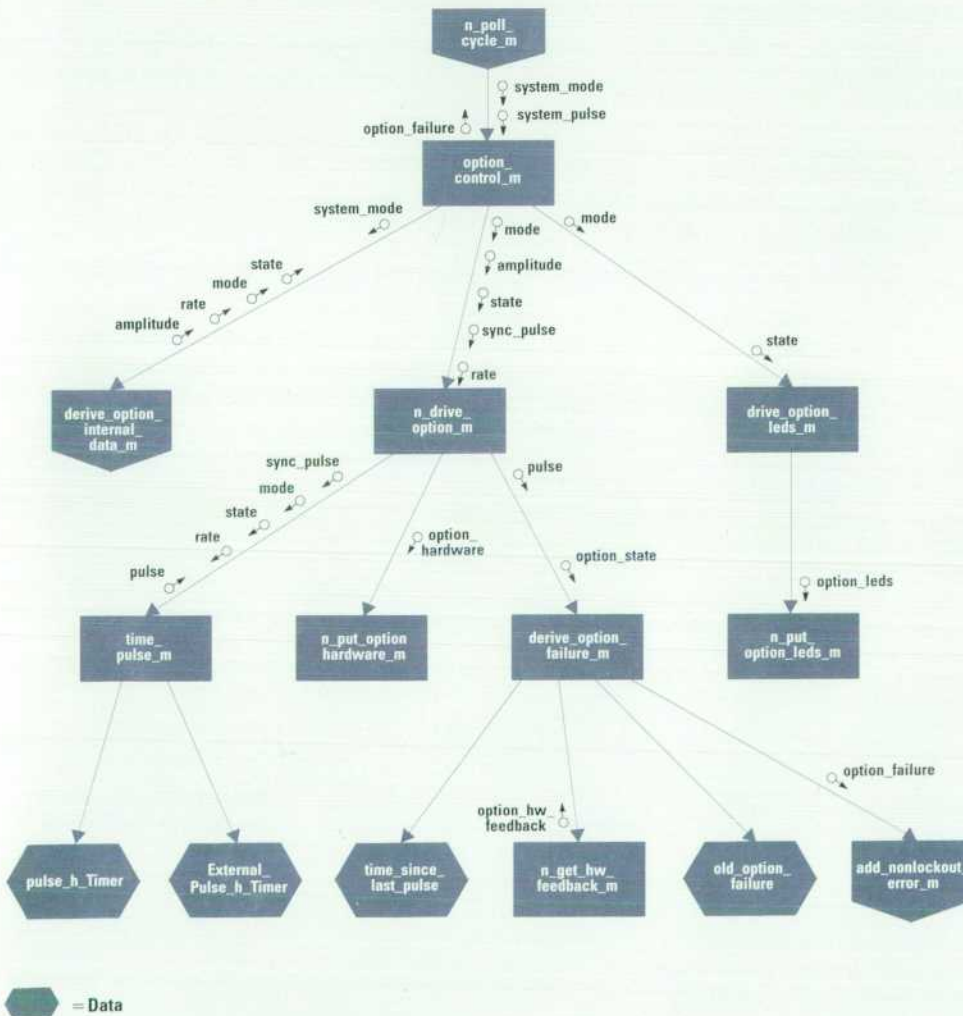 n_poll_
cycle_m
system_mode
system_pulse
option_failure
option_
control_m
system_mode
state
mode
rate
amplitude
mode
amplitude
state
sync_pulse
rate
mode
state
derive_option_
internal_
data_m
n_drive_
option_m
drive_option_
leds_m
sync_pulse
mode
state
rate
pulse
option_
hardware
pulse
option_state
option_leds
time_
pulse_m
n_put_option
hardware_m
derive_option_
failure_m
n_put_
option_leds_m
option_hw_
feedback
option_failure
pulse_h_Timer
External_
Pulse_h_Timer
time_since_
last_pulse
n_get_hw_
feedback_m
old_option_
failure
add_nonlockout_
error_m
= Data